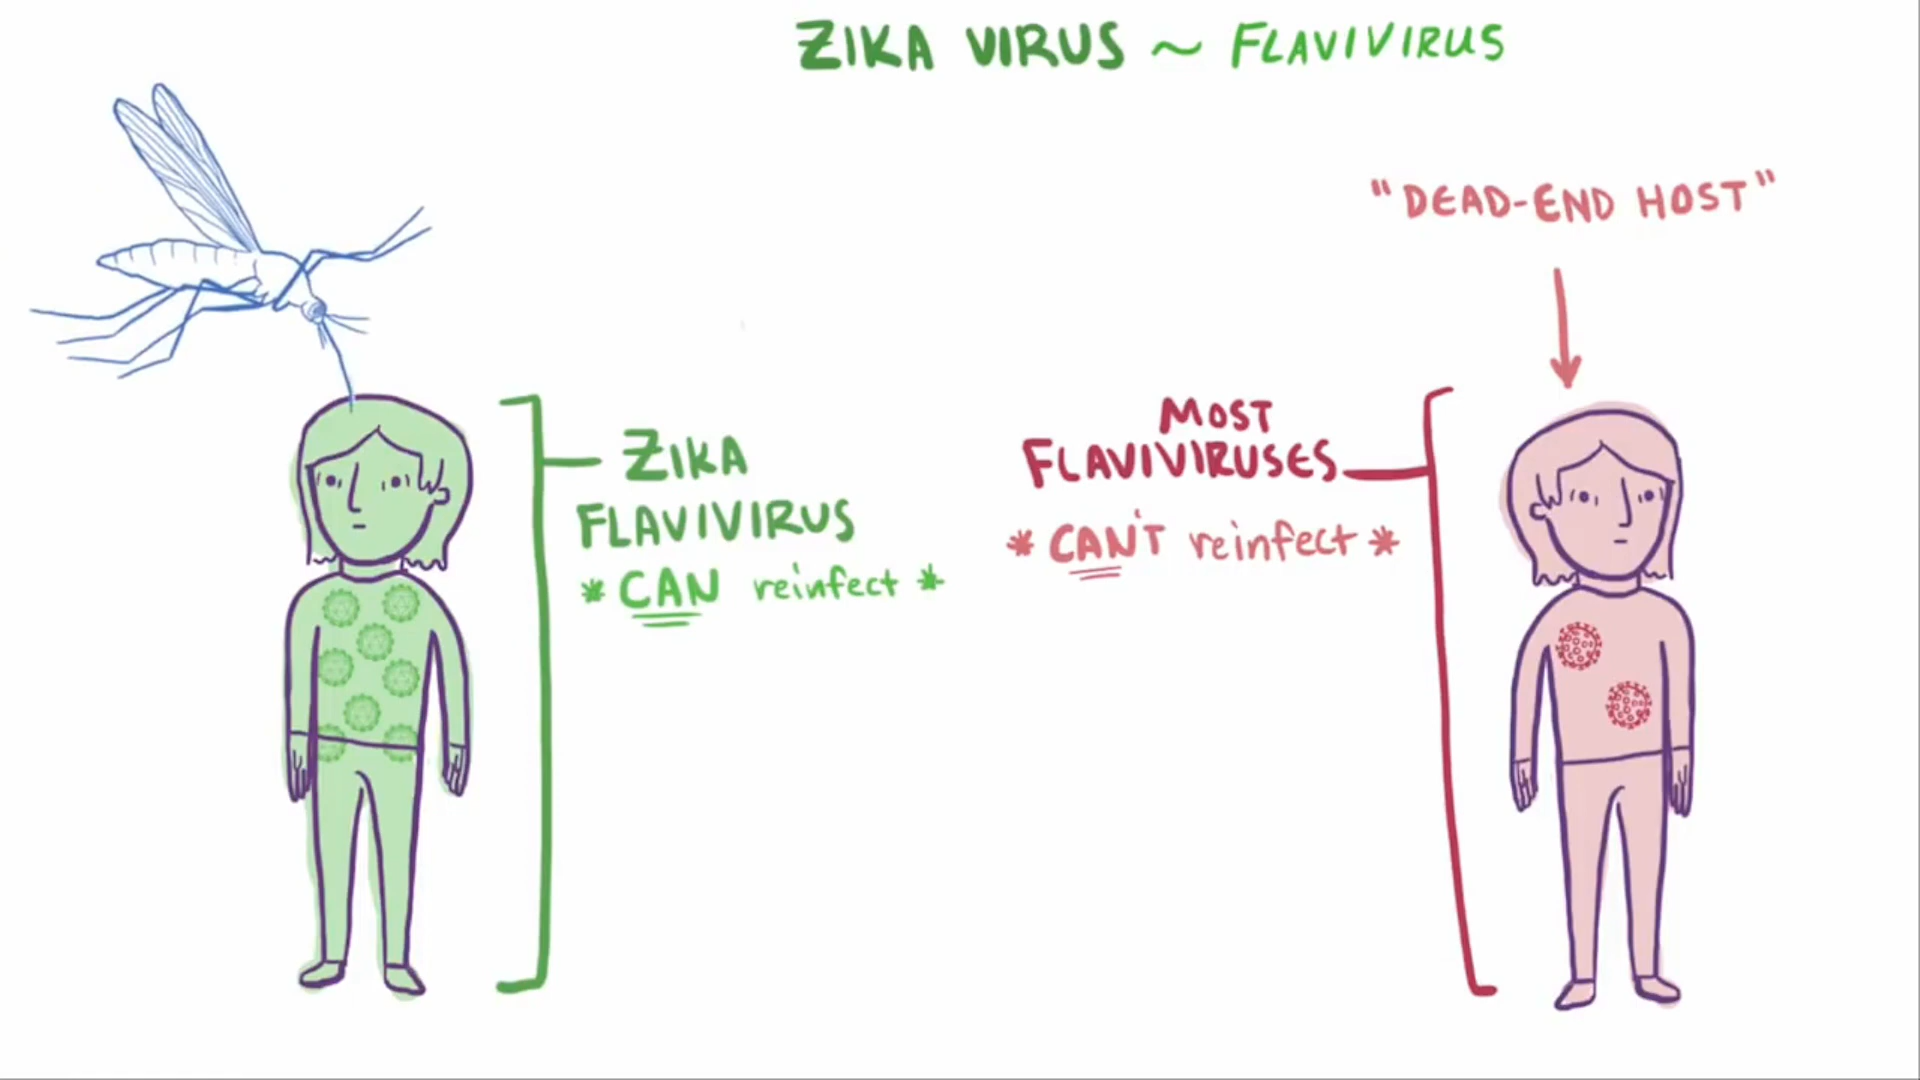 ZIKA VIRUS ~ FLAVIVIRUS
"DEAD-END HOST"
ZIKA
FLAVIVIRUS
* CAN reinfect *
MOST
FLAVIVIRUSES
* CAN'T reinfect *